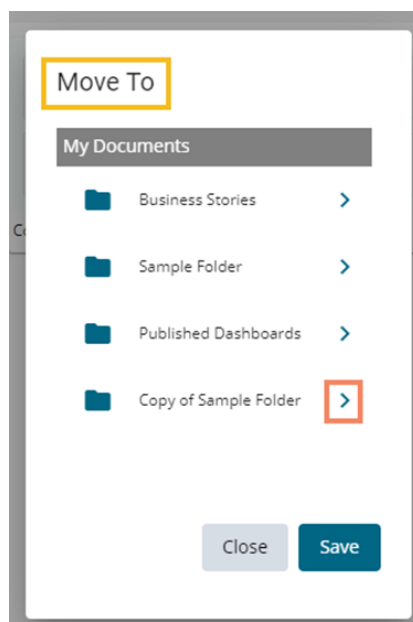 Move To
My Documents
Business Stories
Sample Folder
Published Dashboards
Copy of Sample Folder
Close
Save